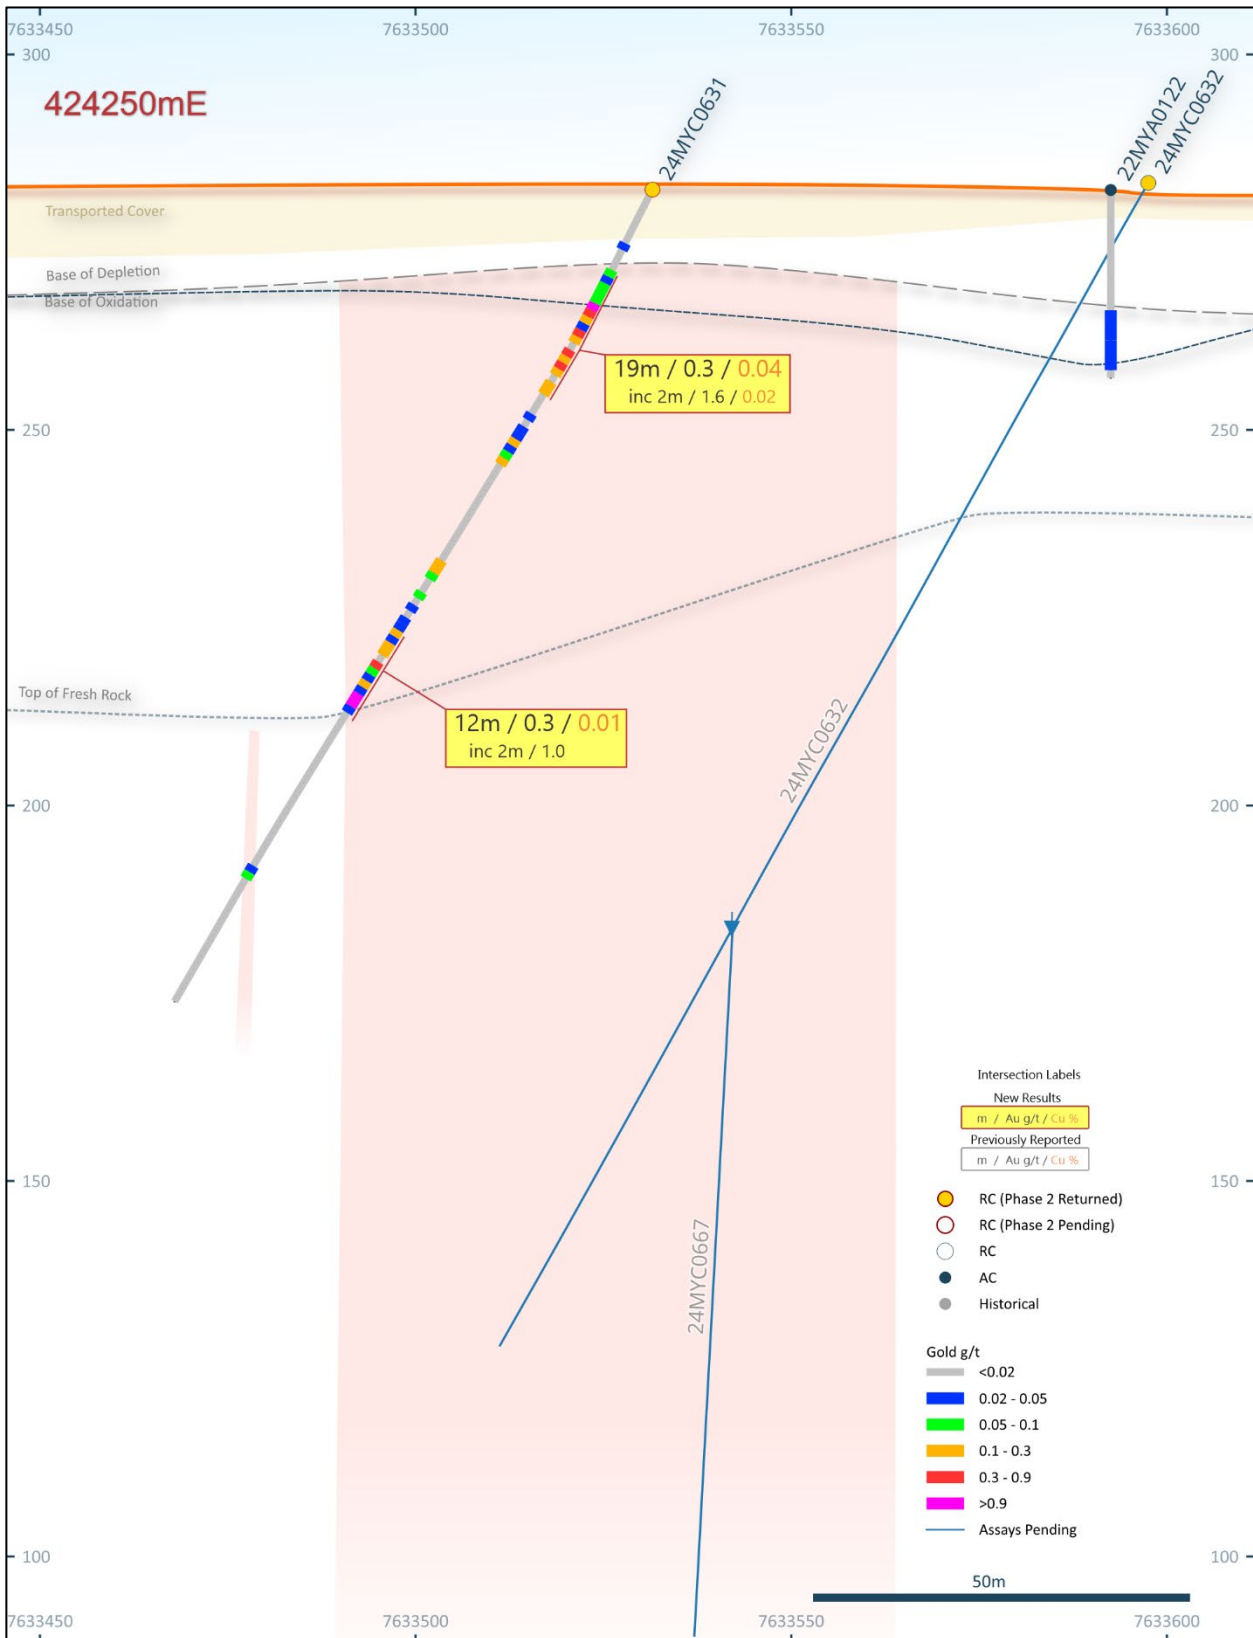 7633450 7633500 7633550 7633600
300 300
424250mE
24MYC0631
22MYA0122
24MYC0632
Transported Cover
Base of Depletion
Base of Oxidation
19m / 0.3 / 0.04
inc 2m / 1.6 / 0.02
250 250
Top of Fresh Rock
12m / 0.3 / 0.01
inc 2m / 1.0
24MYC0632
200 200
24MYC0667
150 150
Intersection Labels
New Results
m / Au g/t / Cu %
Previously Reported
m / Au g/t / Cu %
RC (Phase 2 Returned)
RC (Phase 2 Pending)
RC
AC
Historical
Gold g/t
<0.02
0.02 - 0.05
0.05 - 0.1
0.1 - 0.3
0.3 - 0.9
>0.9
Assays Pending
100 100
50m
7633450 7633500 7633550 7633600